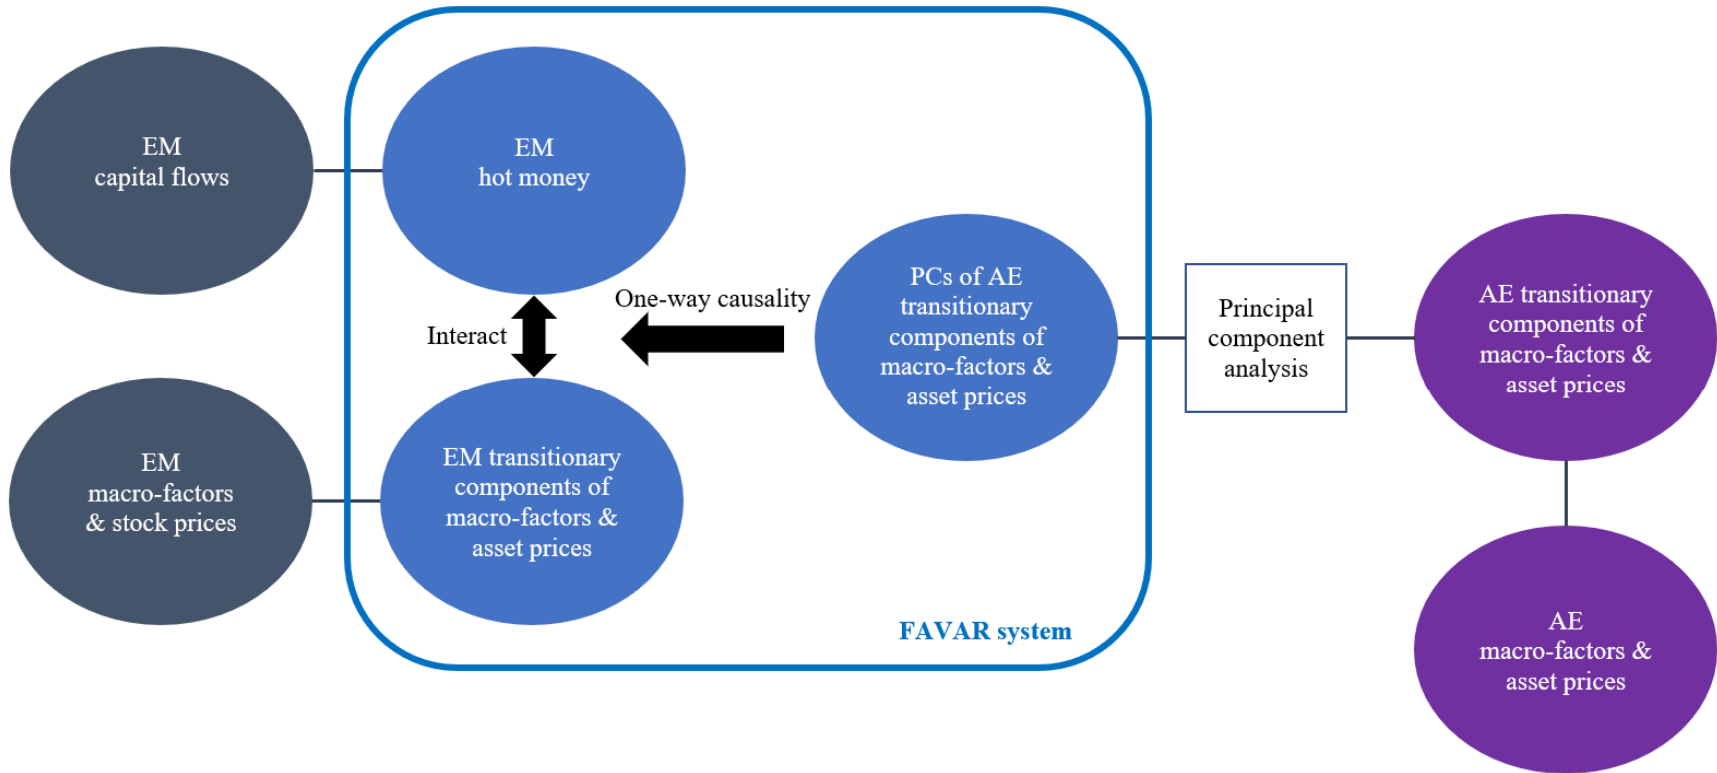 EM
capital flows
EM
hot money
One-way causality
Interact
PCs of AE
transitionary
components of
macro-factors &
asset prices
Principal
component
analysis
AE transitionary
components of
macro-factors &
asset prices
EM
macro-factors
& stock prices
EM transitionary
components of
macro-factors &
asset prices
FAVAR system
AE
macro-factors &
asset prices